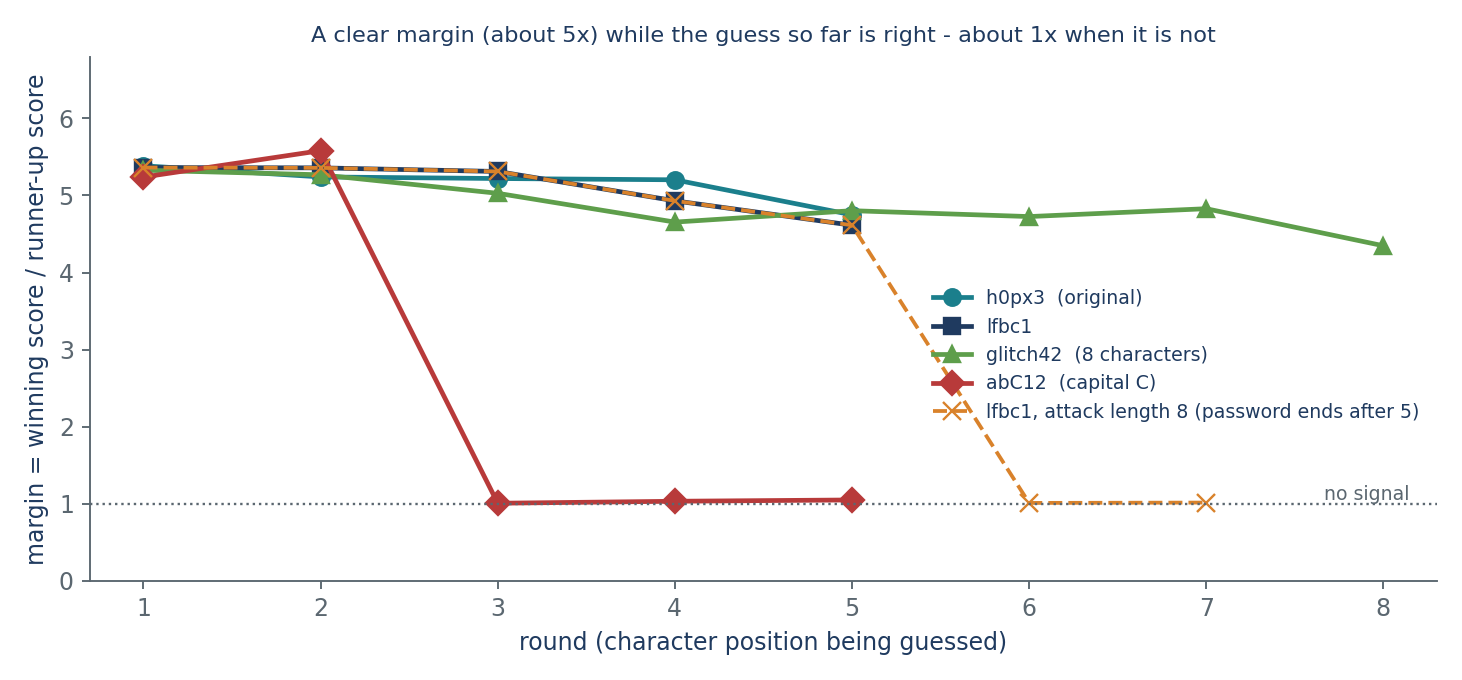 A clear margin (about 5x) while the guess so far is right - about 1x when it is not
margin = winning score / runner-up score
6
5
4
3
2
1
0
h0px3 (original)
lfbc1
glitch42 (8 characters)
abC12 (capital C)
lfbc1, attack length 8 (password ends after 5)
no signal
1 2 3 4 5 6 7 8
round (character position being guessed)